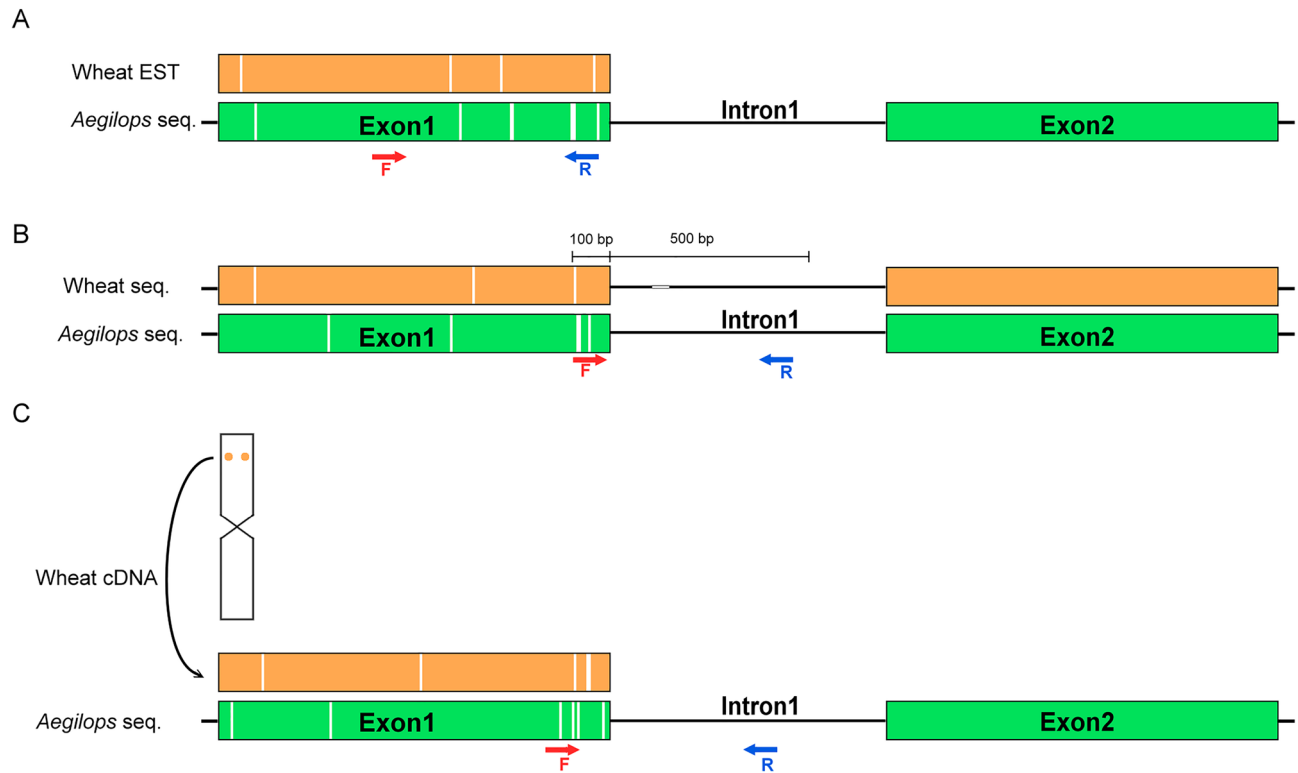 A
Wheat EST
Aegilops seq.
Exon1
Intron1
Exon2
F
R
B
100 bp
500 bp
Wheat seq.
Aegilops seq.
Exon1
Intron1
Exon2
F
R
C
Wheat cDNA
Aegilops seq.
Exon1
Intron1
Exon2
F
R